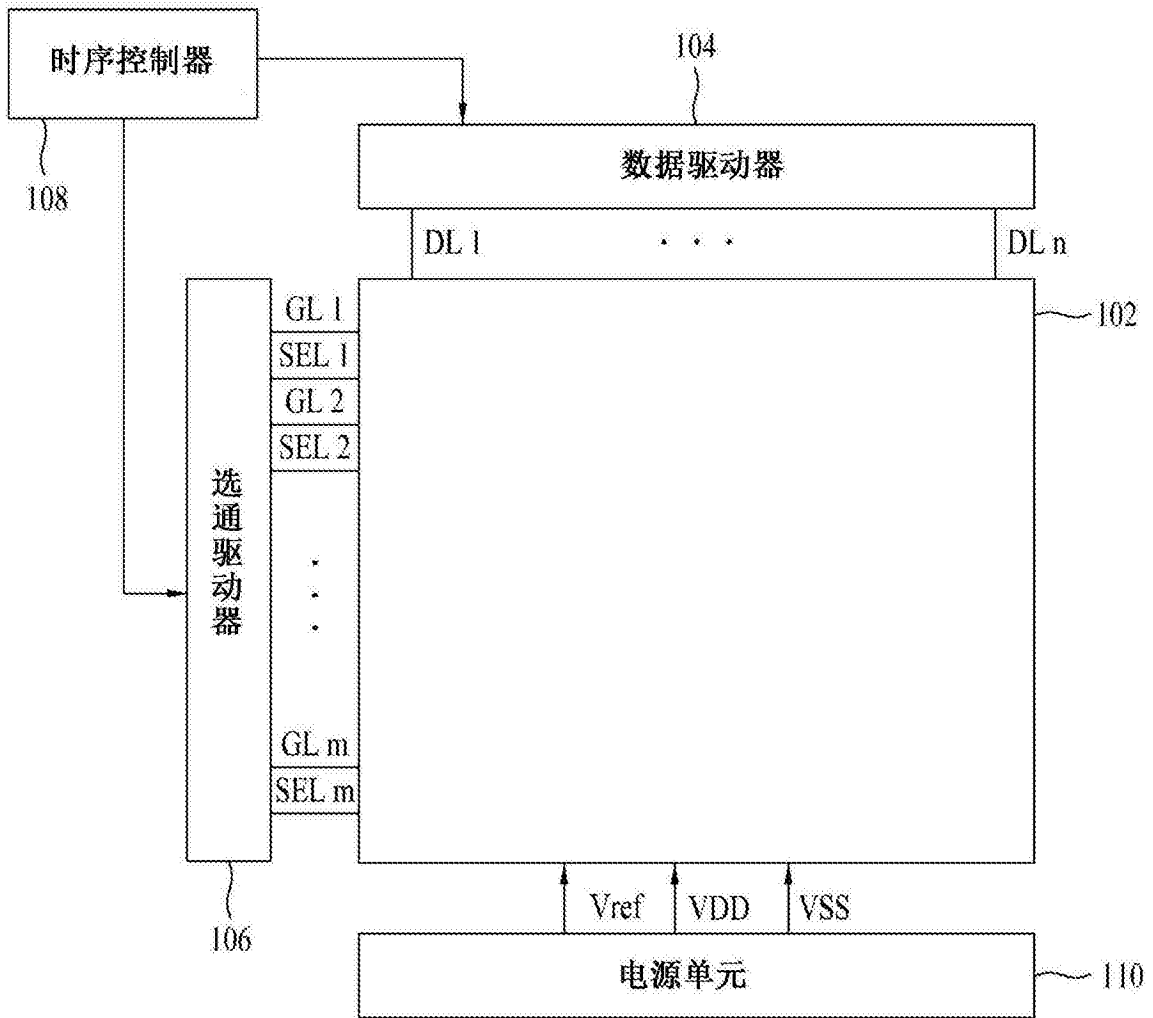 时序控制器
108
104
数据驱动器
DL 1
. . .
DL n
102
GL 1
SEL 1
GL 2
SEL 2
选通驱动器
. . .
GL m
SEL m
106
Vref
VDD
VSS
电源单元
110